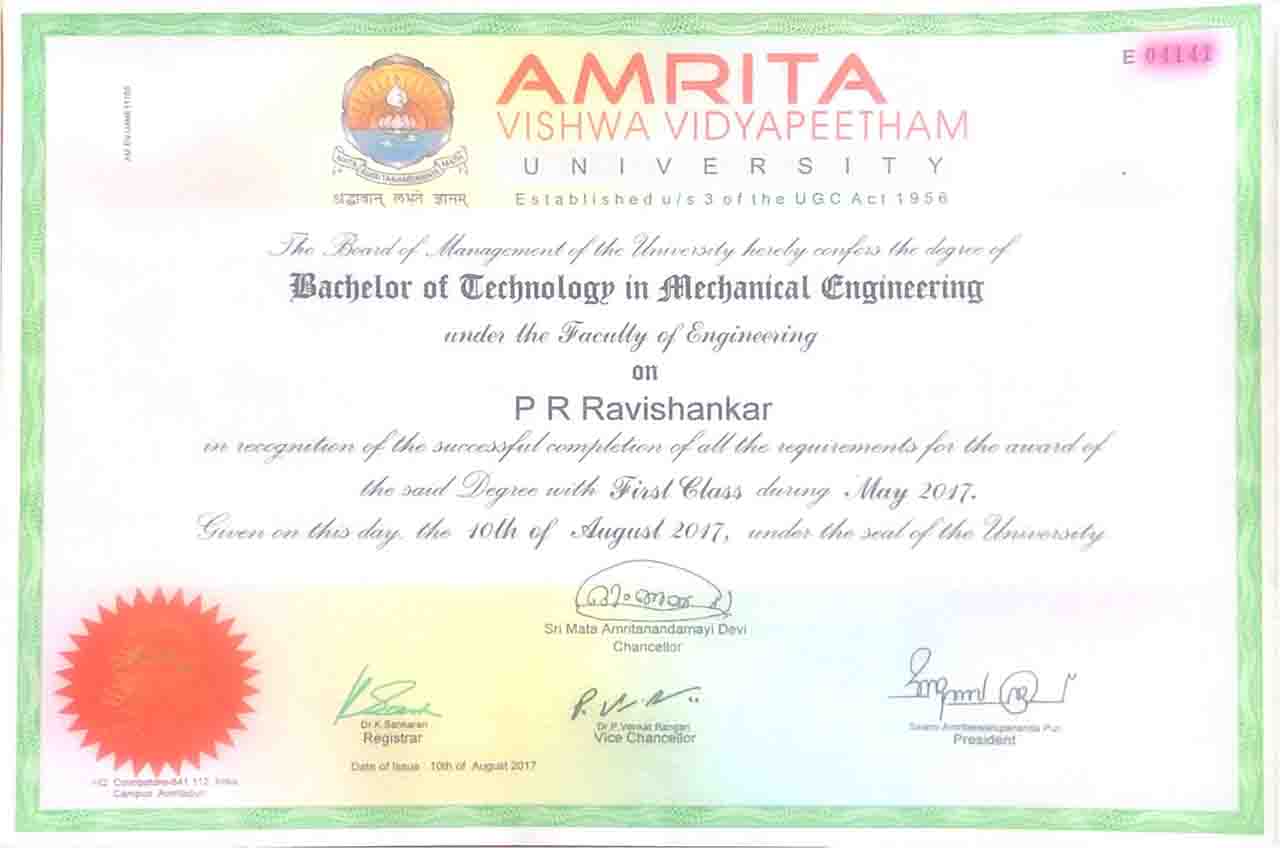 E 04141
AMRITA
VISHWA VIDYAPEETHAM
UNIVERSITY
Established u/s 3 of the UGC Act 1956
श्रद्धावान् लभते ज्ञानम्
The Board of Management of the University hereby confers the degree of
Bachelor of Technology in Mechanical Engineering
under the Faculty of Engineering
on
P R Ravishankar
in recognition of the successful completion of all the requirements for the award of
the said Degree with First Class during May 2017.
Given on this day, the 10th of August 2017, under the seal of the University
Sri Mata Amritanandamayi Devi
Chancellor
Dr.K.Sankaran
Registrar
Dr.P.Venkat Rangan
Vice Chancellor
Swami Amritaswarupananda Puri
President
Date of Issue : 10th of August 2017
HQ: Coimbatore-641 112, India
Campus: Amritapuri